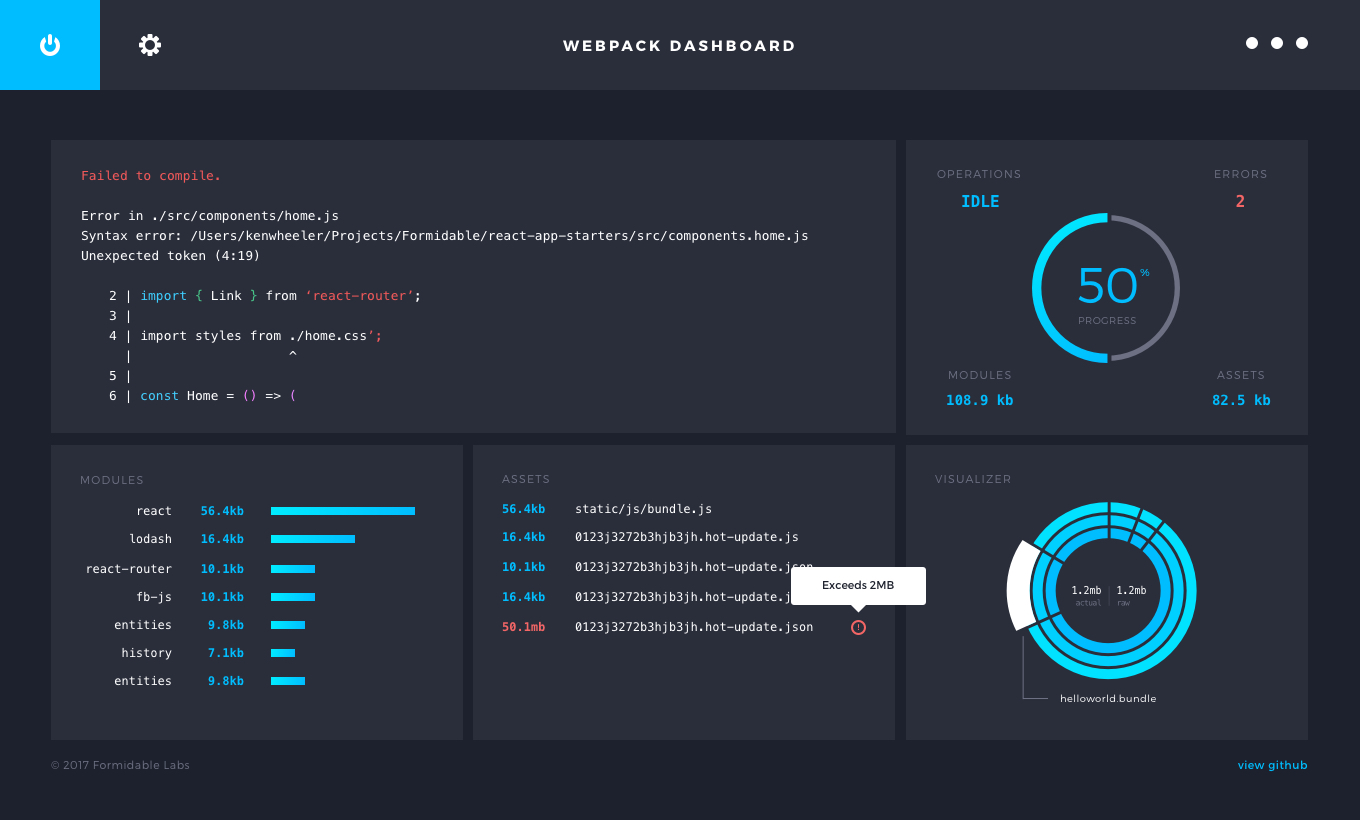 WEBPACK DASHBOARD
Failed to compile.
Error in ./src/components/home.js
Syntax error: /Users/kenwheeler/Projects/Formidable/react-app-starters/src/components.home.js
Unexpected token (4:19)
2 | import { Link } from ‘react-router’;
3 |
4 | import styles from ./home.css’;
| ^
5 |
6 | const Home = () => (
OPERATIONS
IDLE
ERRORS
2
50%
PROGRESS
MODULES
108.9 kb
ASSETS
82.5 kb
MODULES
react 56.4kb
lodash 16.4kb
react-router 10.1kb
fb-js 10.1kb
entities 9.8kb
history 7.1kb
entities 9.8kb
ASSETS
56.4kb static/js/bundle.js
16.4kb 0123j3272b3hjb3jh.hot-update.js
10.1kb 0123j3272b3hjb3jh.hot-update.json
16.4kb 0123j3272b3hjb3jh.hot-update.j
Exceeds 2MB
50.1mb 0123j3272b3hjb3jh.hot-update.json !
VISUALIZER
1.2mb | 1.2mb
actual raw
helloworld.bundle
© 2017 Formidable Labs
view github